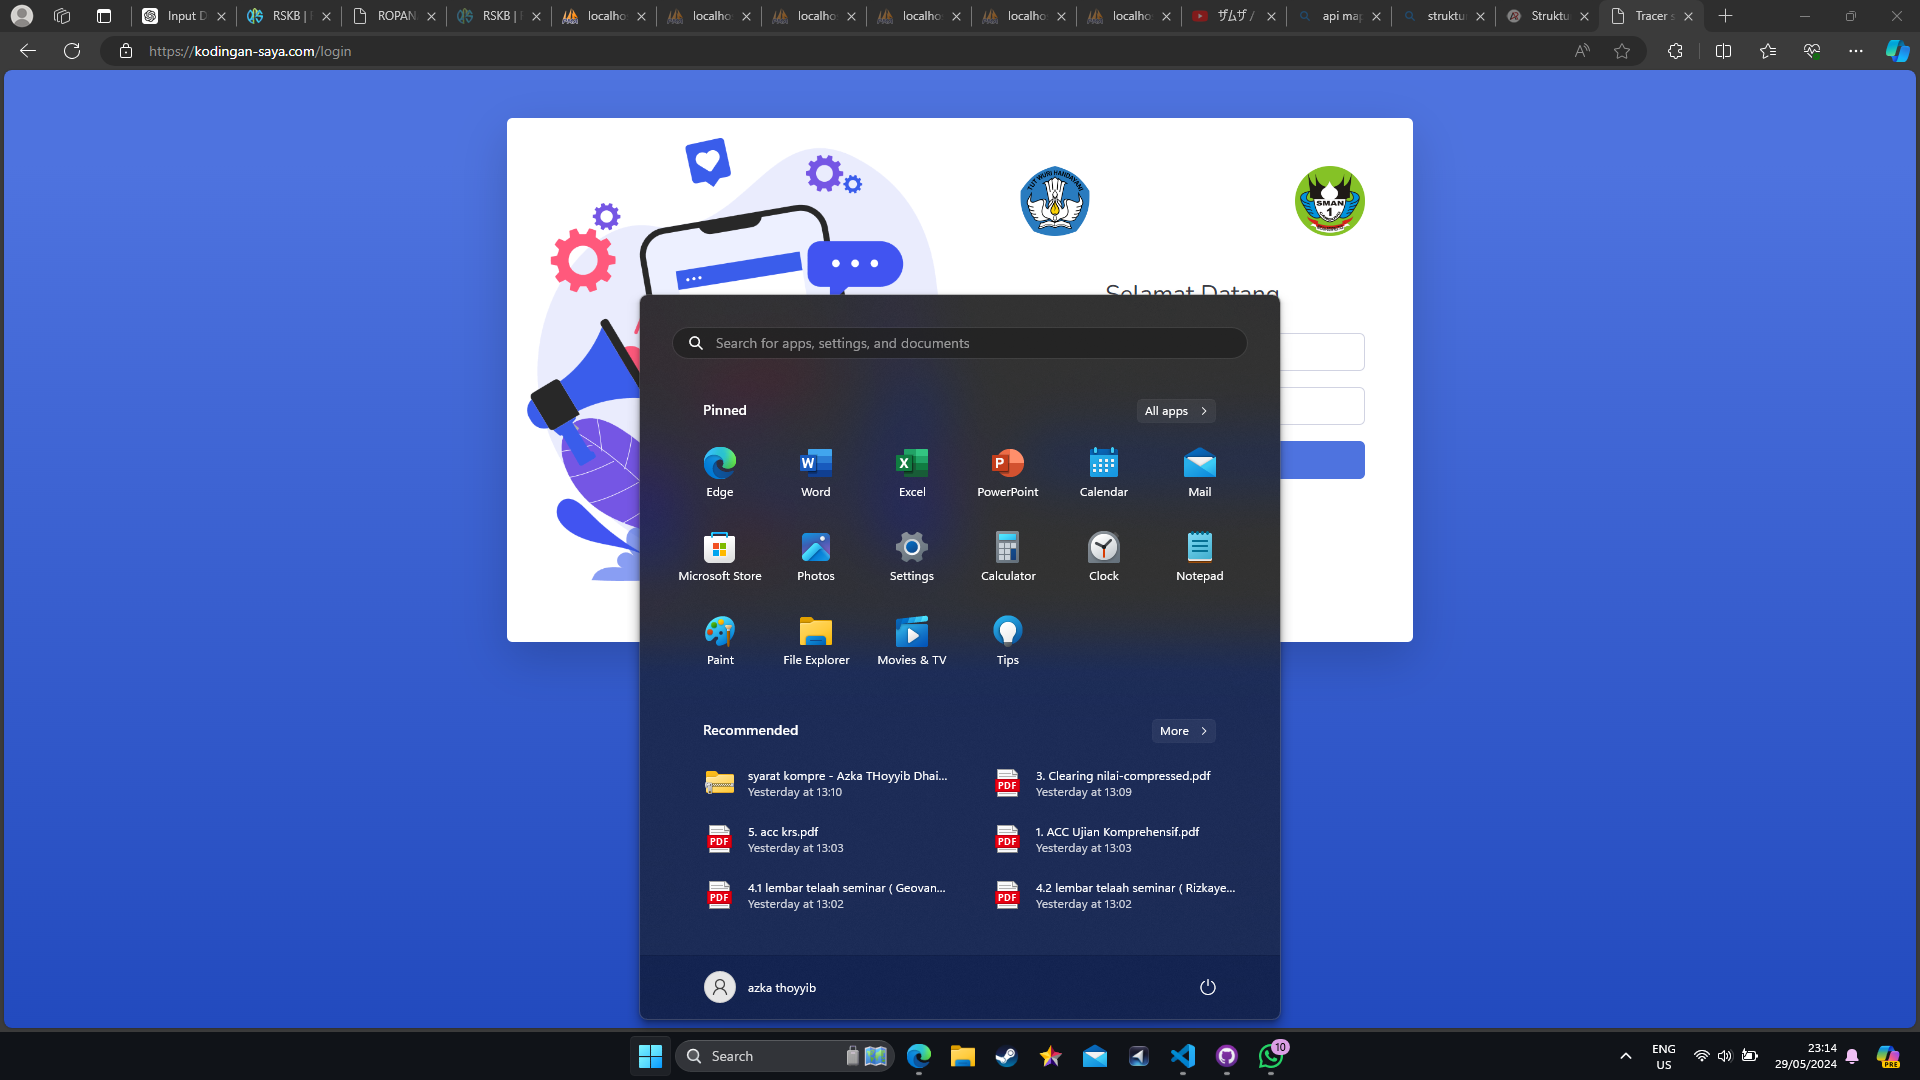 Input D
RSKB |
ROPAN
RSKB |
localho
localhos
localho
localho
localho
localhos
ザムザ /
api map
struktu
Struktu
Tracer s
https://kodingan-saya.com/login
TUT WURI HANDAYANI
SMAN
1
Selamat Datang
Search for apps, settings, and documents
Pinned
All apps
Edge
Word
Excel
PowerPoint
Calendar
Mail
Microsoft Store
Photos
Settings
Calculator
Clock
Notepad
Paint
File Explorer
Movies & TV
Tips
Recommended
More
syarat kompre - Azka THoyyib Dhai...
Yesterday at 13:10
3. Clearing nilai-compressed.pdf
Yesterday at 13:09
5. acc krs.pdf
Yesterday at 13:03
1. ACC Ujian Komprehensif.pdf
Yesterday at 13:03
4.1 lembar telaah seminar ( Geovan...
Yesterday at 13:02
4.2 lembar telaah seminar ( Rizkaye...
Yesterday at 13:02
azka thoyyib
Search
10
ENG
US
23:14
29/05/2024
PRE